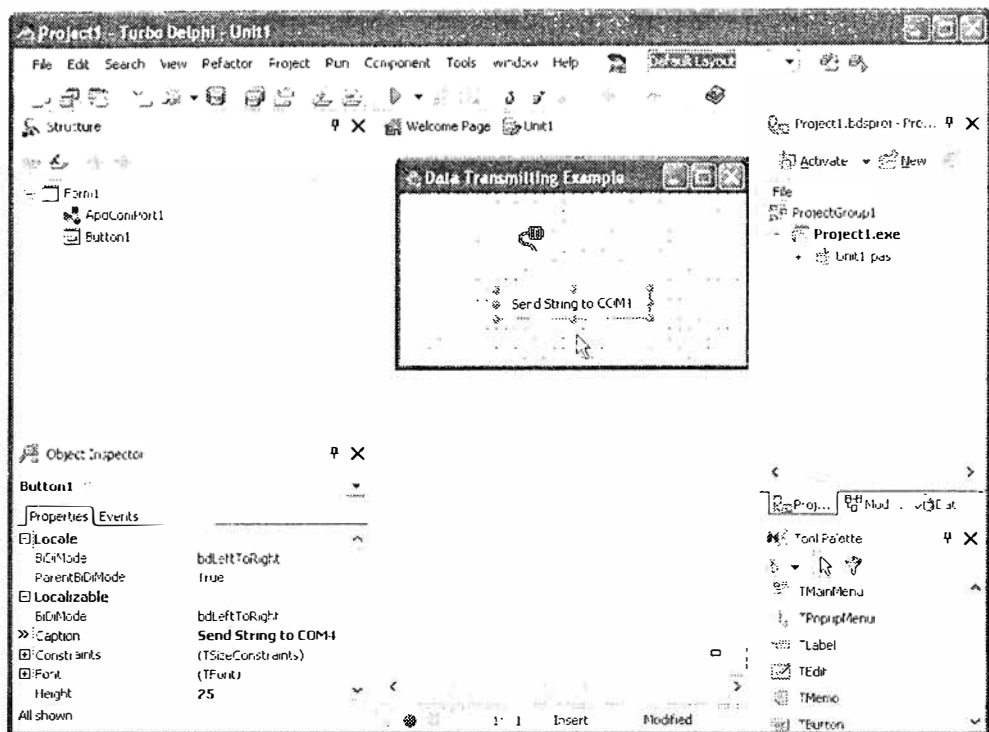 Project1 - Turbo Delphi - Unit1
File Edit Search View Refactor Project Run Component Tools Window Help Default Layout
Structure
Welcome Page Unit1
Project1.bdsproj - Pro...
Activate New
Form1
ApdComPort1
Button1
Data Transmitting Example
Send String to COM4
File
ProjectGroup1
Project1.exe
Unit1.pas
Object Inspector
Button1
Properties Events
Locale
BiDiMode bdLeftToRight
ParentBiDiMode True
Localizable
BiDiMode bdLeftToRight
Caption Send String to COM4
Constraints (TSizeConstraints)
Font (TFont)
Height 25
All shown
1: 1 Insert Modified
Proj... Mod...
Tool Palette
TMainMenu
TPopupMenu
TLabel
TEdit
TMemo
TButton